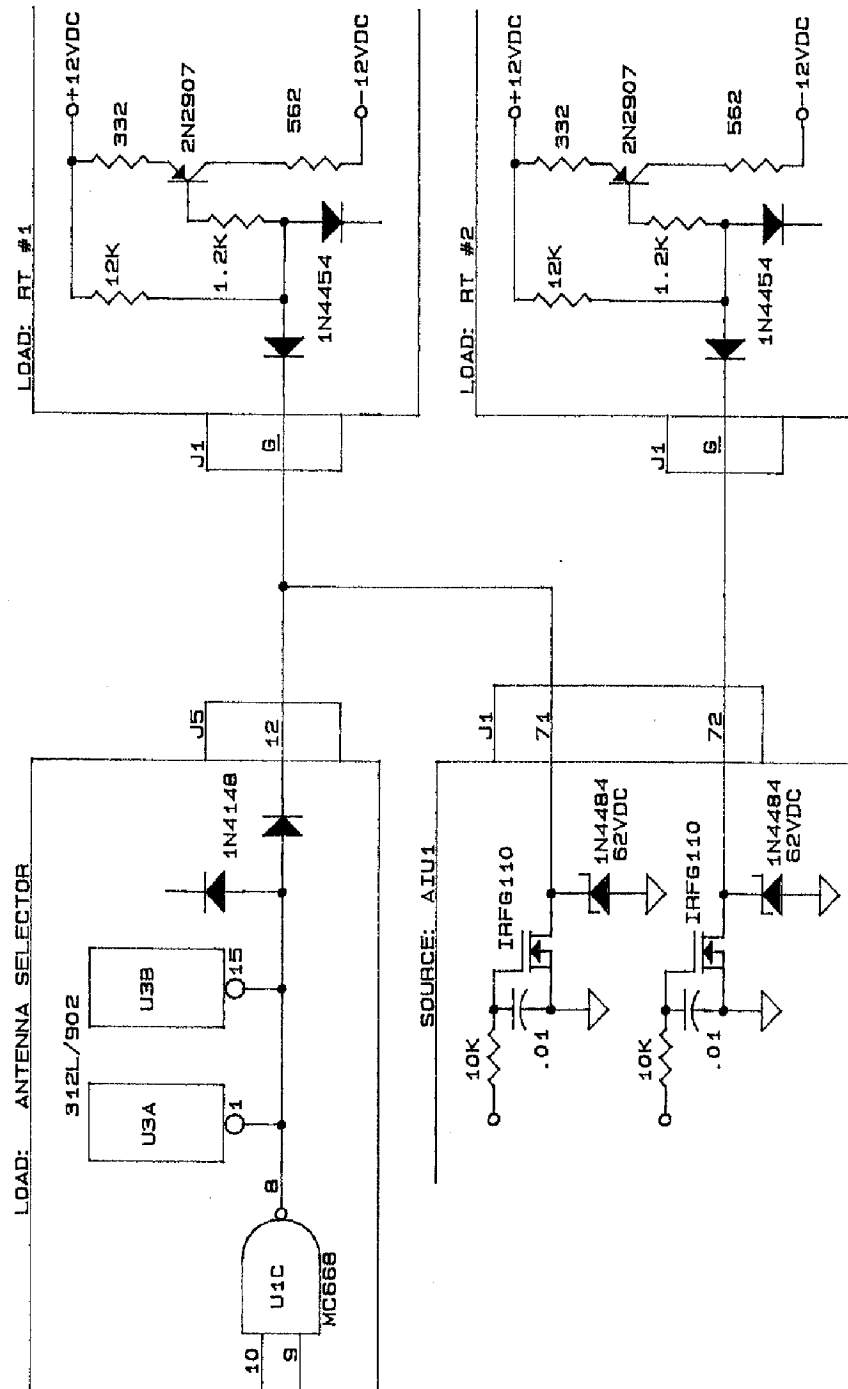 LOAD: ANTENNA SELECTOR
312L/902
U3A
1
U3B
15
1N4148
10
9
U1C
8
MC668
J5
12
J1
G
LOAD: RT #1
12K
+12VDC
332
2N2907
1.2K
562
1N4454
-12VDC
SOURCE: AIU1
10K
.01
IRFG110
1N4484
62VDC
J1
71
10K
.01
IRFG110
1N4484
62VDC
72
J1
G
LOAD: RT #2
12K
+12VDC
332
2N2907
1.2K
562
1N4454
-12VDC